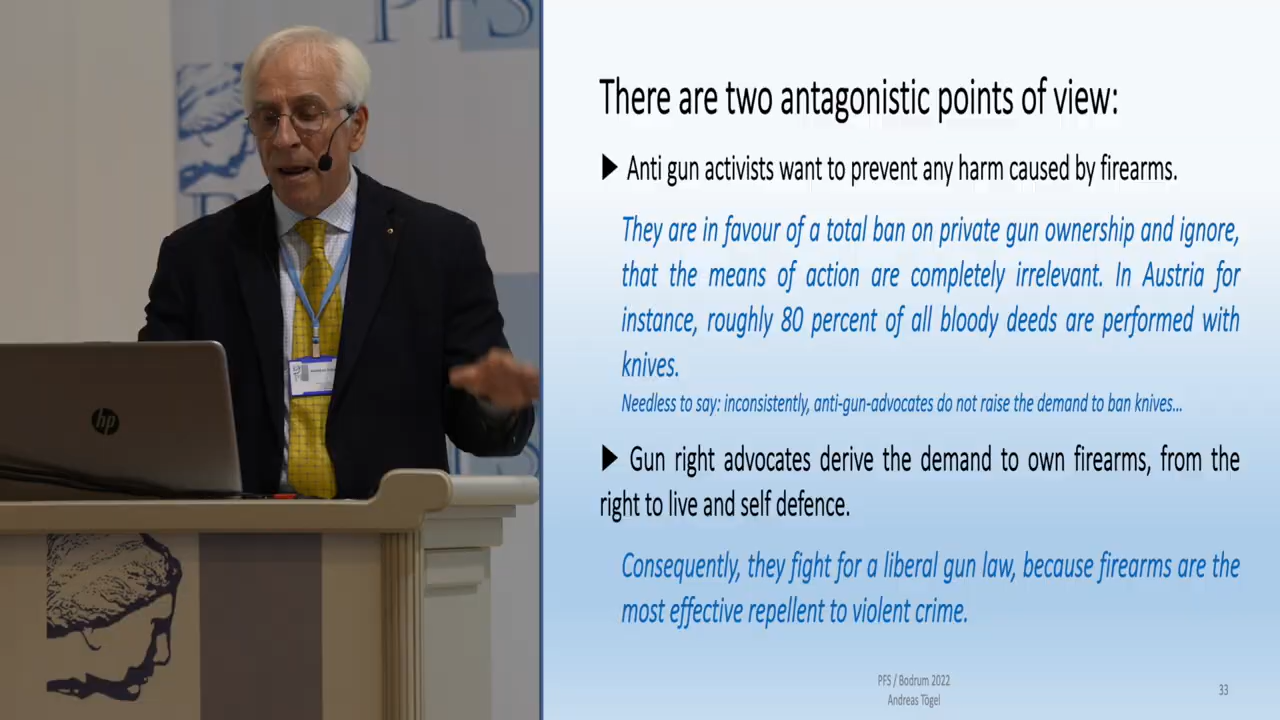 PFS
hp
There are two antagonistic points of view:
▶ Anti gun activists want to prevent any harm caused by firearms.
They are in favour of a total ban on private gun ownership and ignore,
that the means of action are completely irrelevant. In Austria for
instance, roughly 80 percent of all bloody deeds are performed with
knives.
Needless to say: inconsistently, anti-gun-advocates do not raise the demand to ban knives...
▶ Gun right advocates derive the demand to own firearms, from the
right to live and self defence.
Consequently, they fight for a liberal gun law, because firearms are the
most effective repellent to violent crime.
PFS / Bodrum 2022
Andreas Tögel
33